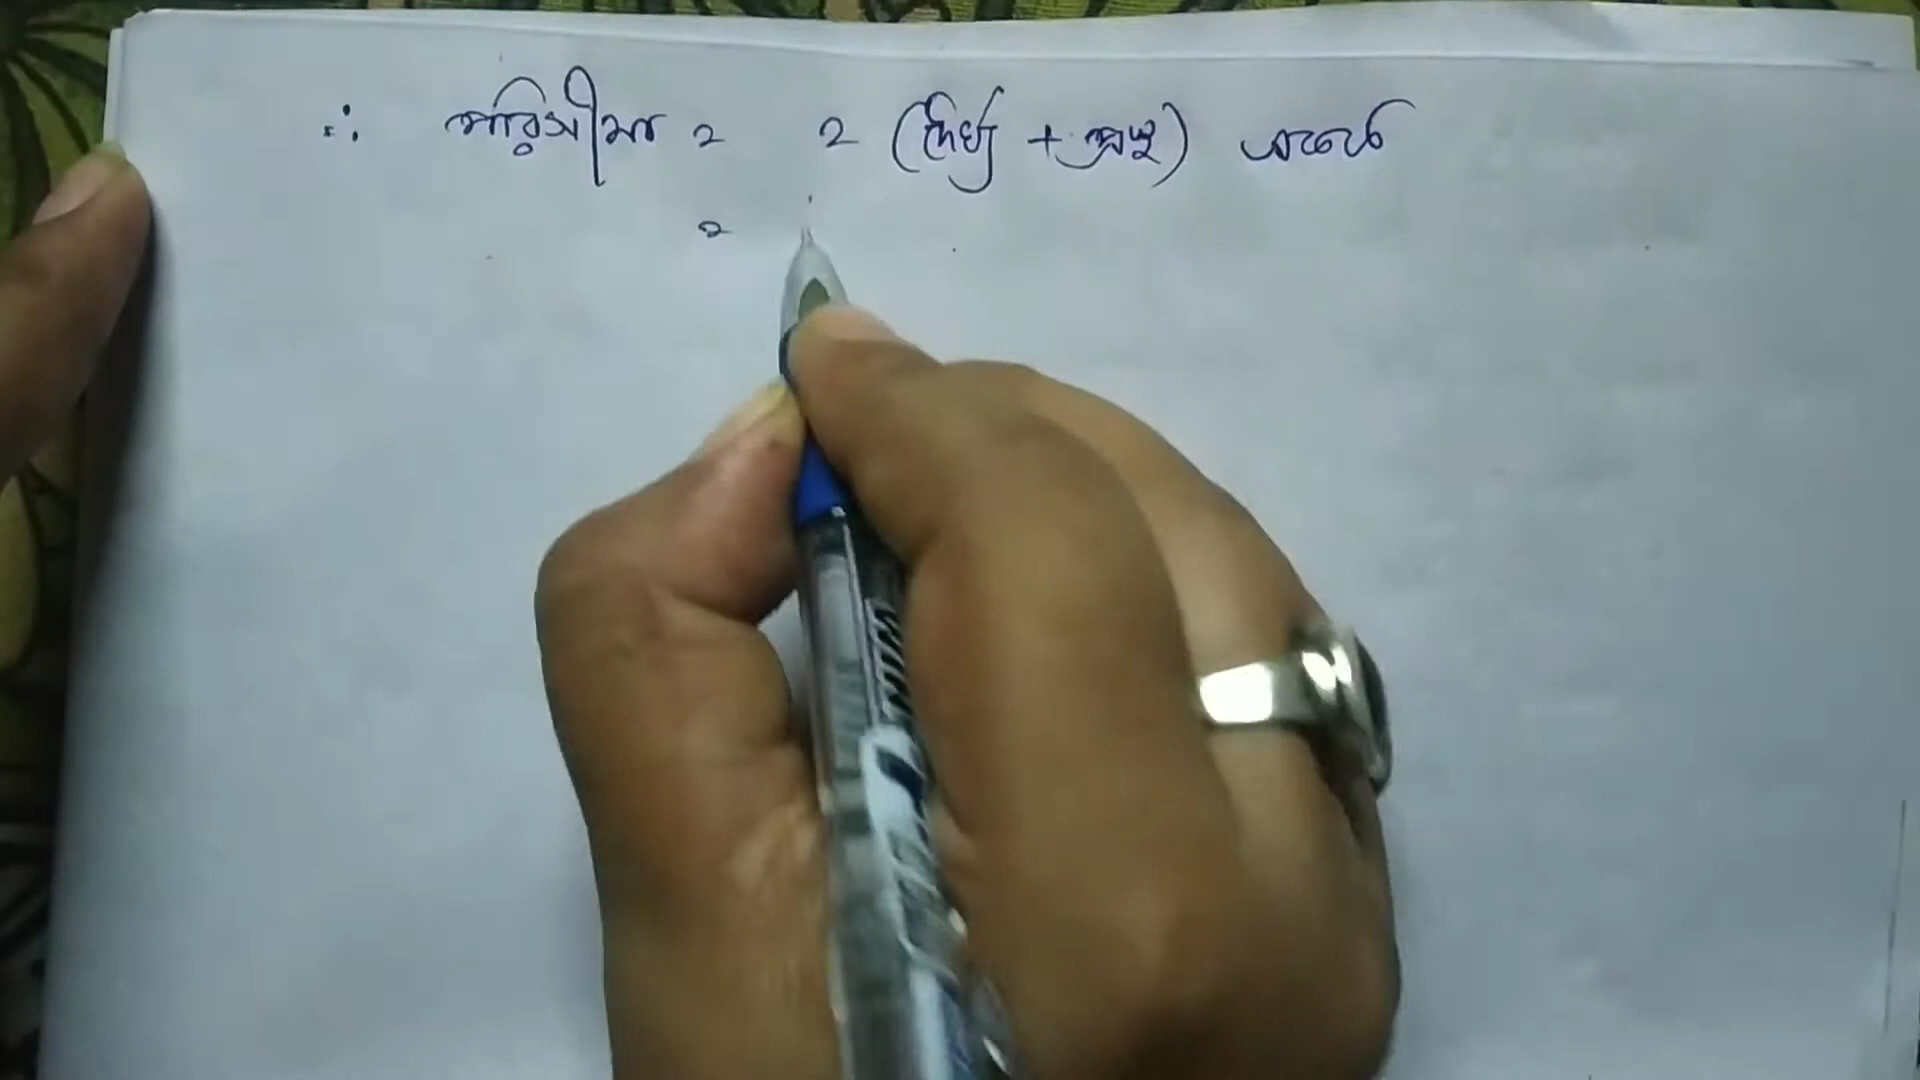 ∴ পরিসীমা = 2 (দৈর্ঘ্য + প্রস্থ) একক
=